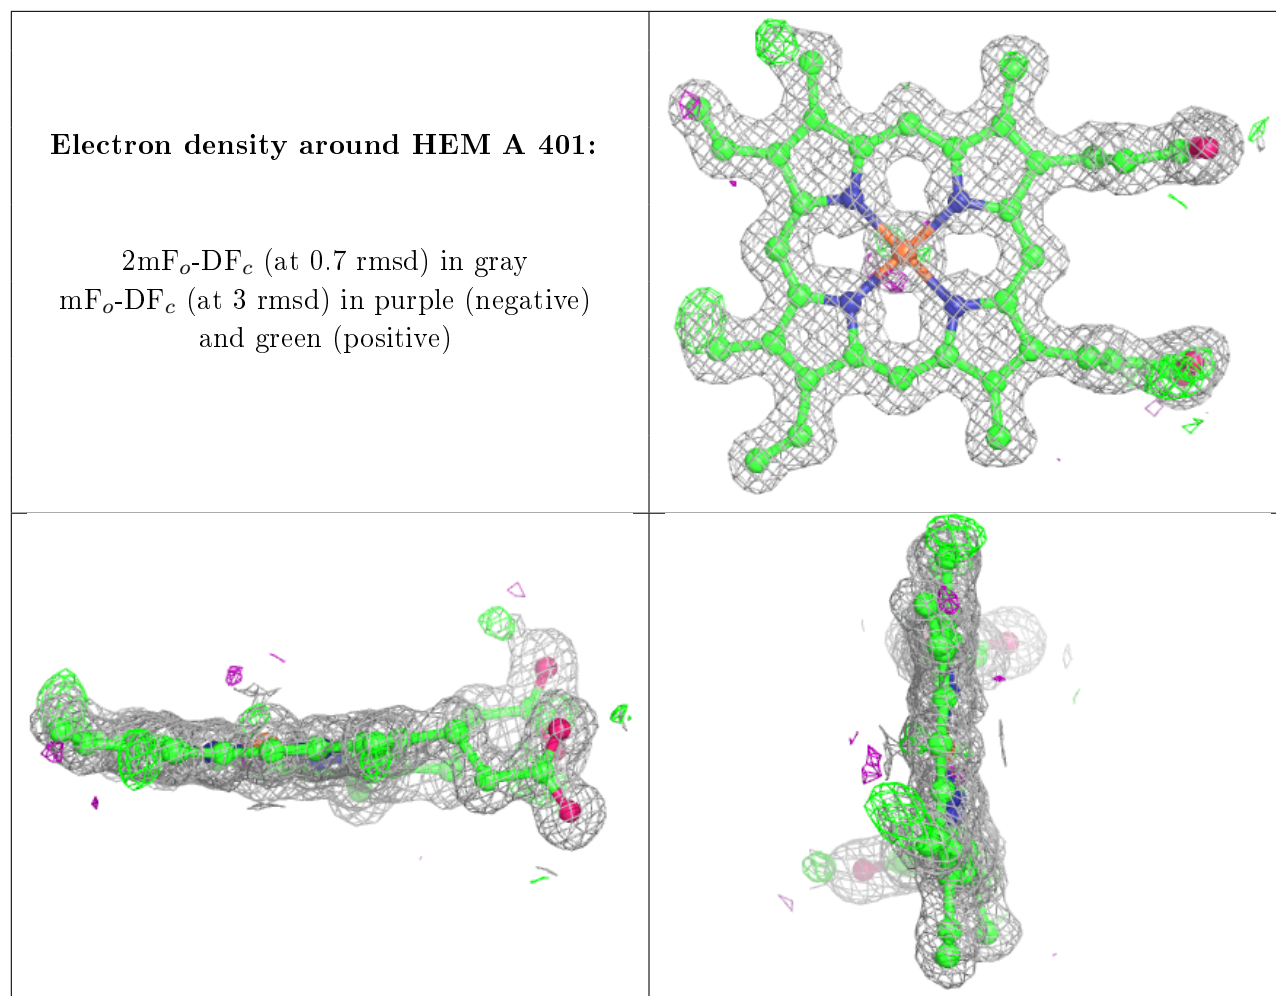 Electron density around HEM A 401:
2mFₒ-DF𝑐 (at 0.7 rmsd) in gray
mFₒ-DF𝑐 (at 3 rmsd) in purple (negative)
and green (positive)